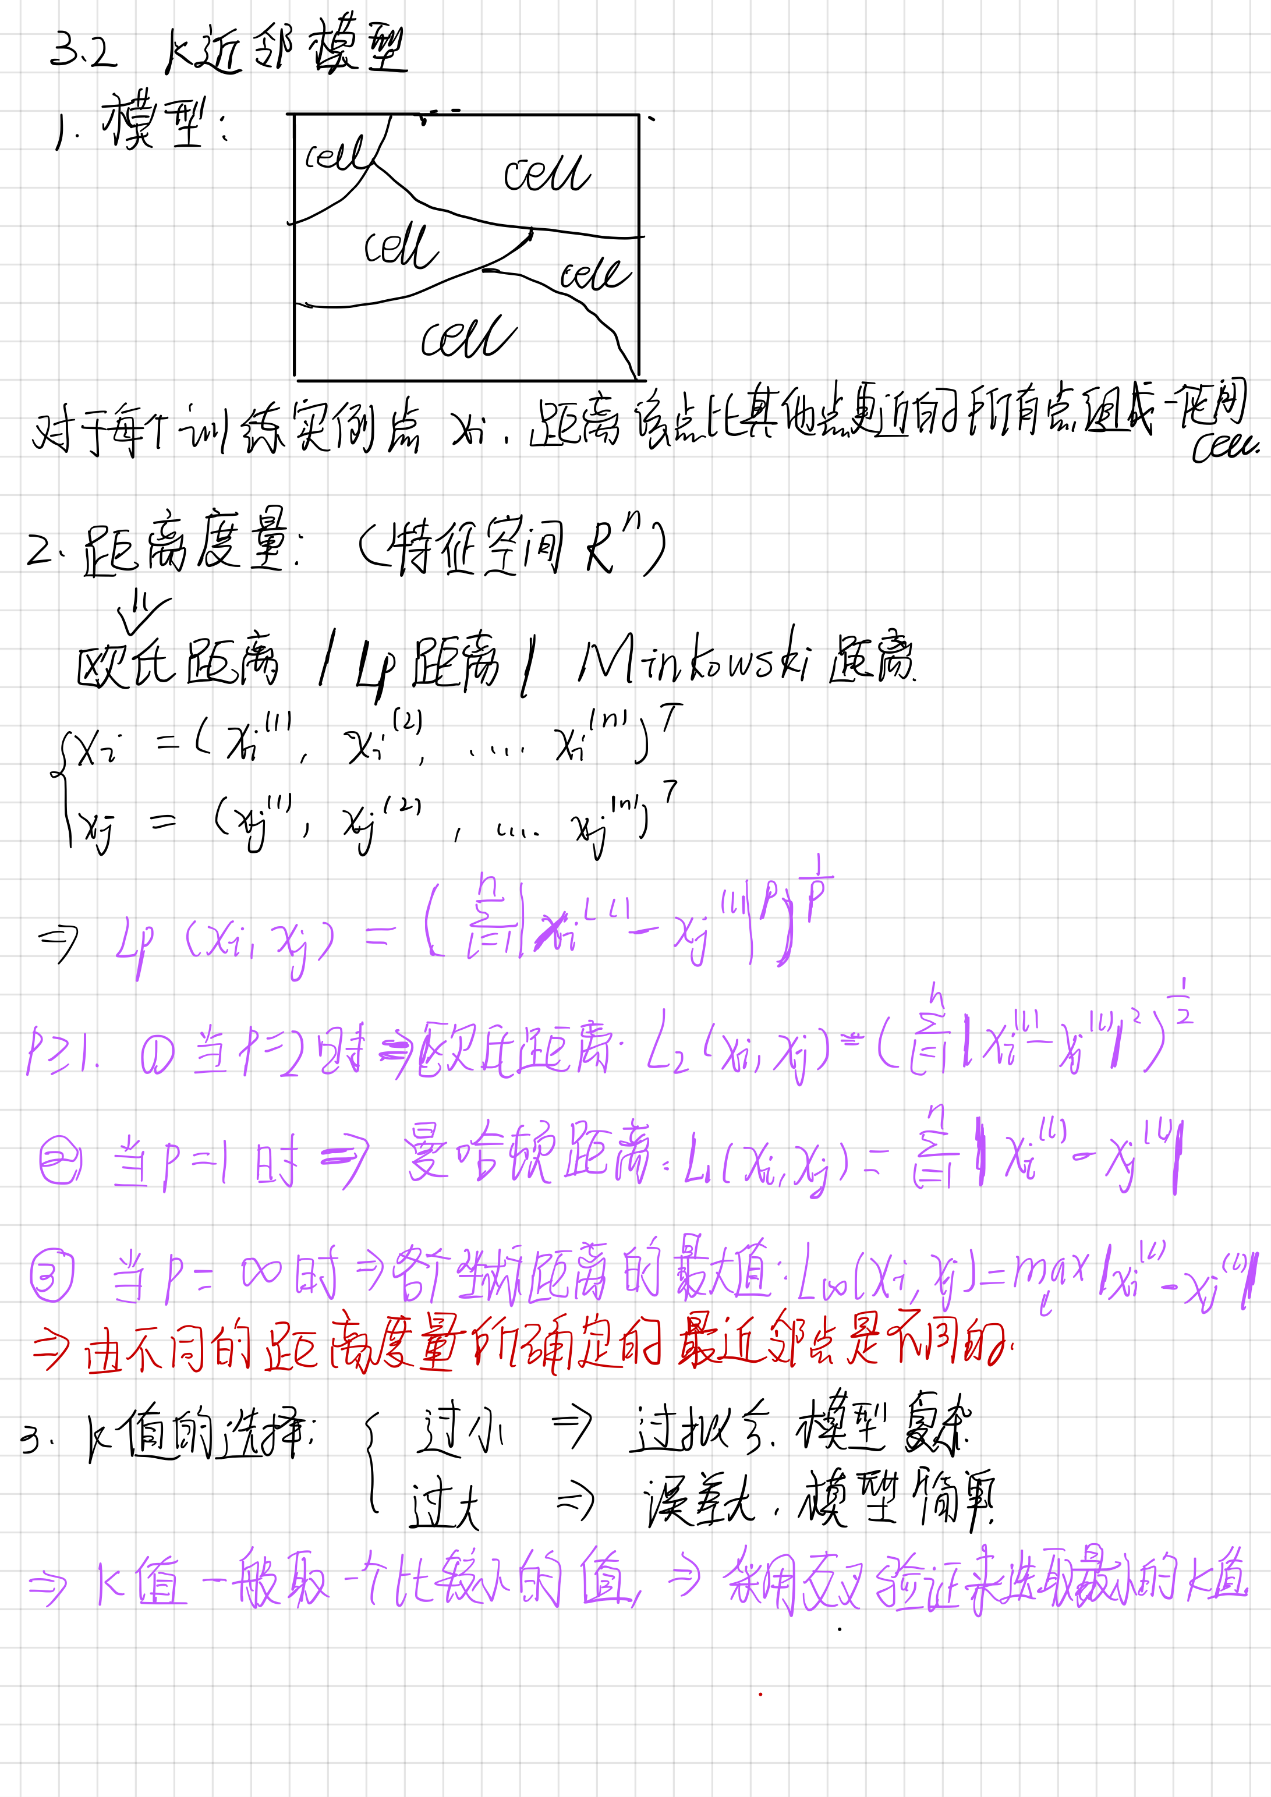 3.2 K近邻模型
1. 模型:
cell
cell
cell
cell
cell
对于每个训练实例点 xi, 距离该点比其他点更近的所有点组成一
cell.
2. 距离度量: (特征空间 Rⁿ)
⇓
欧氏距离 / Lp 距离 / Minkowski 距离.
{ xi = (xi⁽¹⁾, xi⁽²⁾, .... xi⁽ⁿ⁾)ᵀ
xj = (xj⁽¹⁾, xj⁽²⁾, .... xj⁽ⁿ⁾)ᵀ
⇒ Lp (xi, xj) = ( Σ_{l=1}^{n} |xi^(l) - xj^(l)|^p )^{1/p}
p≥1. ① 当p=2时⇒欧氏距离. L₂(xi, xj) = ( Σ_{l=1}^{n} |xi^(l) - xj^(l)|² )^{1/2}
② 当p=1时 ⇒ 曼哈顿距离: L₁(xi, xj) = Σ_{l=1}^{n} |xi^(l) - xj^(l)|
③ 当p=∞时⇒各个坐标距离的最大值: L∞(xi, xj) = max_l |xi^(l) - xj^(l)|
⇒ 由不同的距离度量所确定的最近邻点是不同的.
3. k值的选择: { 过小 ⇒ 过拟合. 模型复杂.
过大 ⇒ 误差大. 模型简单.
⇒ K值一般取一个比较小的值, ⇒ 采用交叉验证来选取最小的k值